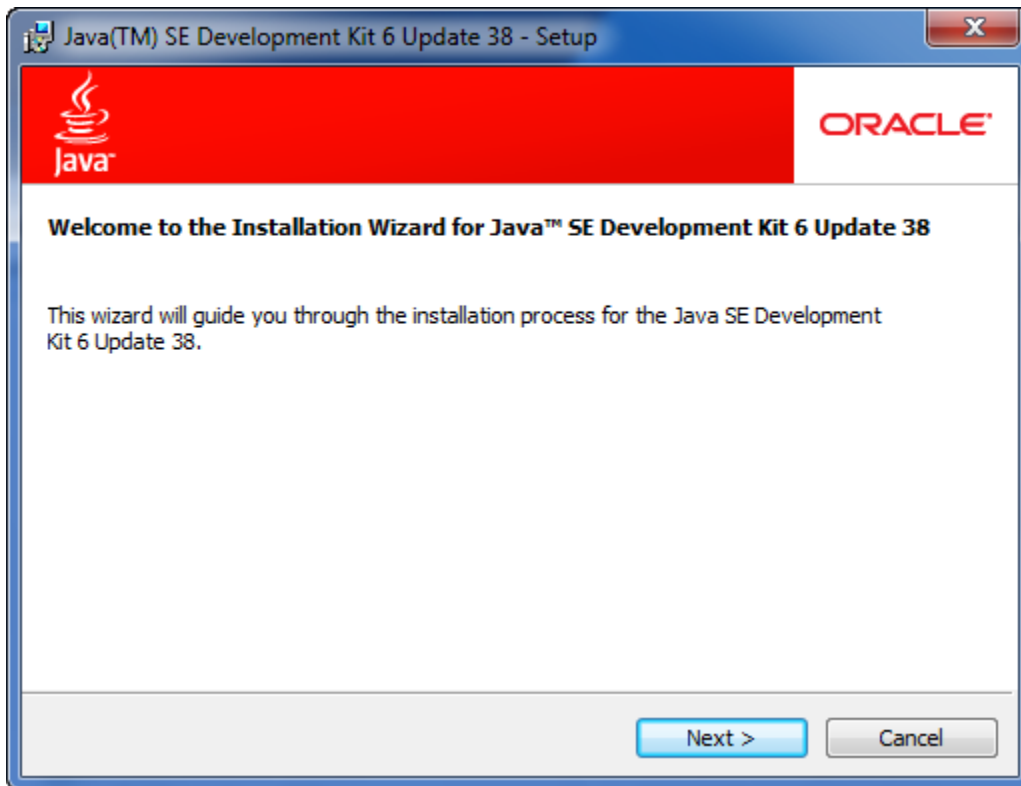 Java(TM) SE Development Kit 6 Update 38 - Setup
Java™
ORACLE®
Welcome to the Installation Wizard for Java™ SE Development Kit 6 Update 38
This wizard will guide you through the installation process for the Java SE Development
Kit 6 Update 38.
Next >
Cancel